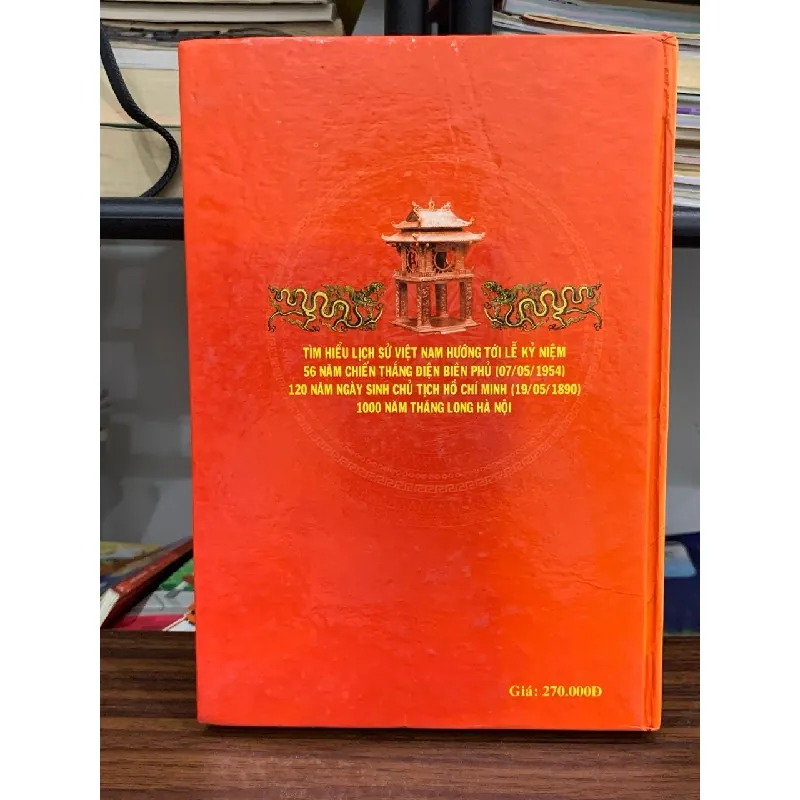 TÌM HIỂU LỊCH SỬ VIỆT NAM HƯỚNG TỚI LỄ KỶ NIỆM
56 NĂM CHIẾN THẮNG ĐIỆN BIÊN PHỦ (07/05/1954)
120 NĂM NGÀY SINH CHỦ TỊCH HỒ CHÍ MINH (19/05/1890)
1000 NĂM THĂNG LONG HÀ NỘI
Giá: 270.000Đ